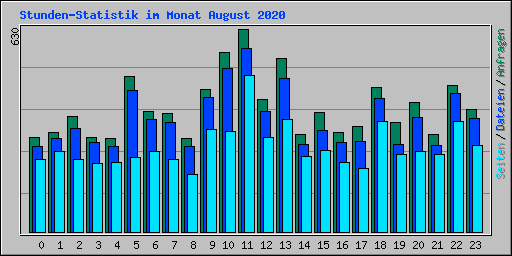 Stunden-Statistik im Monat August 2020
630
Seiten / Dateien / Anfragen
0 1 2 3 4 5 6 7 8 9 10 11 12 13 14 15 16 17 18 19 20 21 22 23